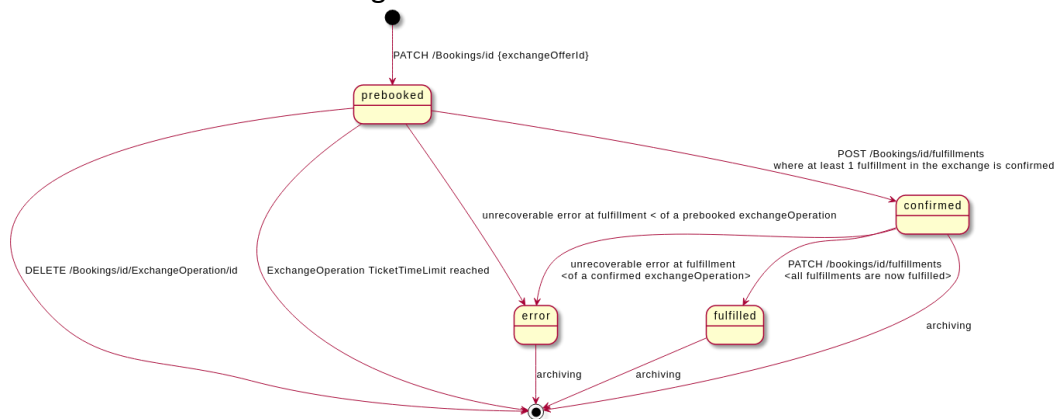 PATCH /Bookings/id {exchangeOfferId}
prebooked
POST /Bookings/id/fulfillments
where at least 1 fulfillment in the exchange is confirmed
confirmed
unrecoverable error at fulfillment < of a prebooked exchangeOperation
DELETE /Bookings/id/ExchangeOperation/id
ExchangeOperation TicketTimeLimit reached
unrecoverable error at fulfillment
<of a confirmed exchangeOperation>
PATCH /bookings/id/fulfillments
<all fulfillments are now fulfilled>
error
fulfilled
archiving
archiving
archiving